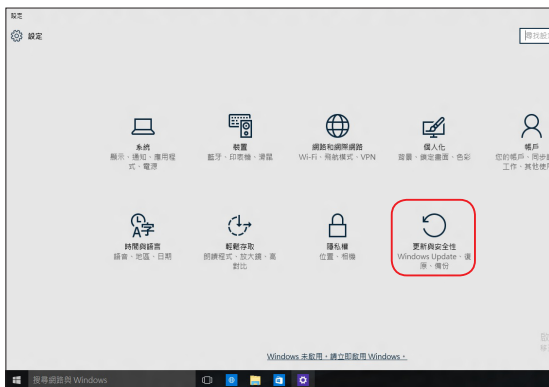 設定
設定
尋找設
系統
顯示、通知、應用程
式、電源
裝置
藍牙、印表機、滑鼠
網路和網際網路
Wi-Fi、飛航模式、VPN
個人化
背景、鎖定畫面、色彩
帳戶
您的帳戶、同步
工作、其他使
時間與語言
語音、地區、日期
輕鬆存取
朗讀程式、放大鏡、高
對比
隱私權
位置、相機
更新與安全性
Windows Update、復
原、備份
Windows 未啟用。請立即啟用 Windows。
搜尋網路與 Windows